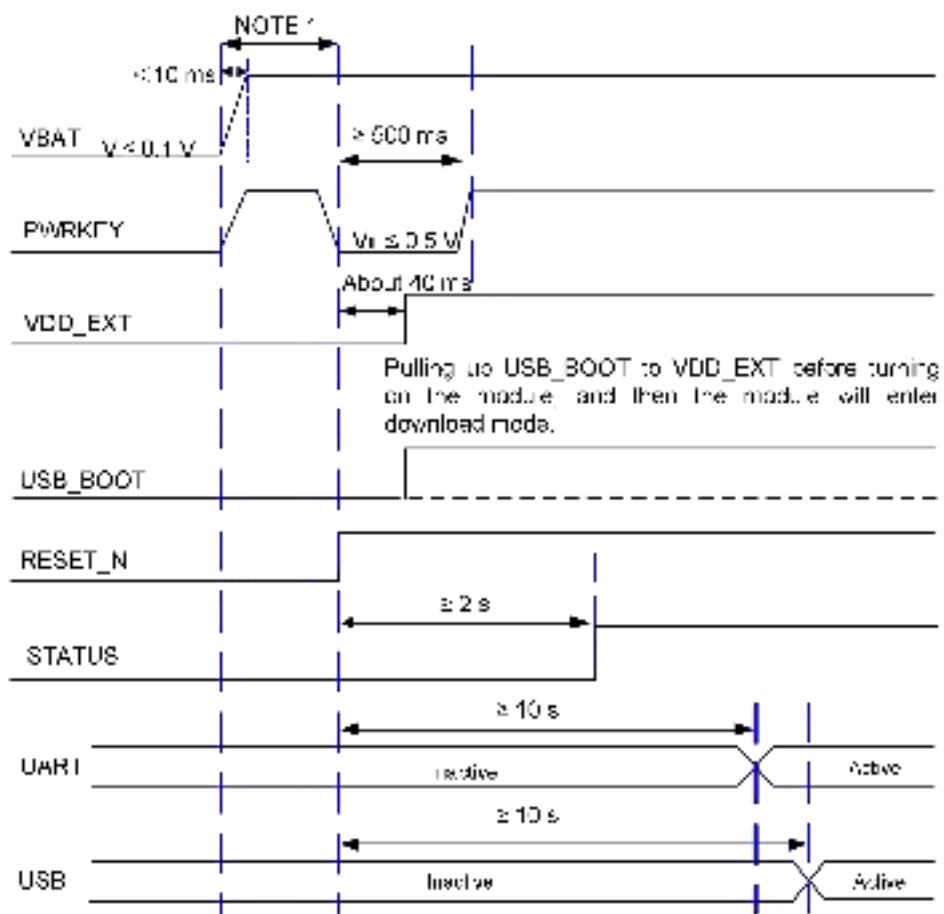 NOTE 1
<10 ms
VBAT
V ≤ 0.1 V
≥ 500 ms
PWRKEY
≤ 0.5 V
About 40 ms
VDD_EXT
Pulling up USB_BOOT to VDD_EXT before turning
on the module, and then the module will enter
download mode.
USB_BOOT
RESET_N
≥ 2 s
STATUS
≥ 10 s
UART
Inactive
Active
≥ 10 s
USB
Inactive
Active